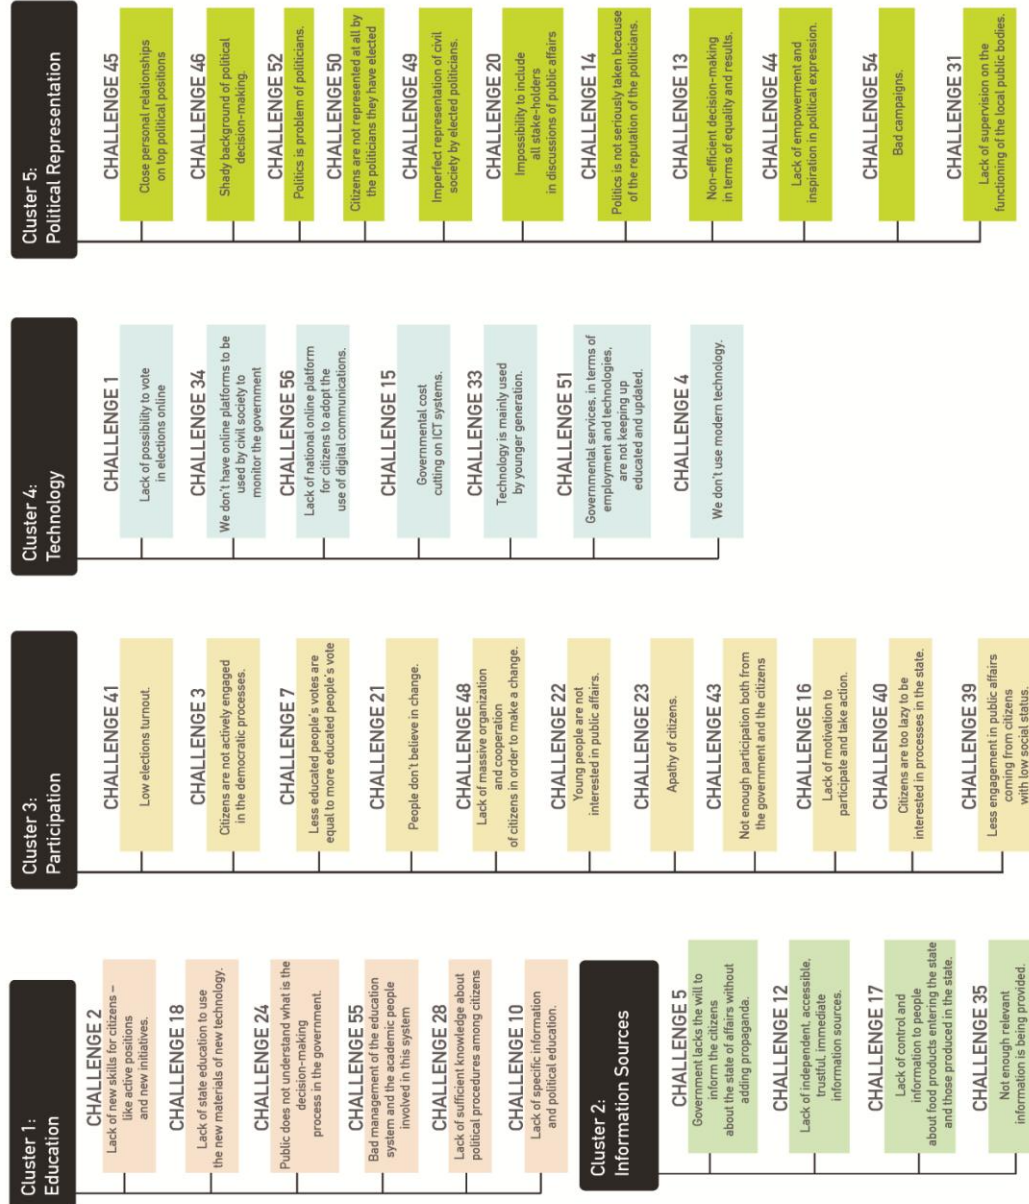 Cluster 1:
Education
CHALLENGE 2
Lack of new skills for citizens –
like active positions
and new initiatives.
CHALLENGE 18
Lack of state education to use
the new materials of new technology.
CHALLENGE 24
Public does not understand what is the
decision-making
process in the government.
CHALLENGE 55
Bad management of the education
system and the academic people
involved in this system
CHALLENGE 28
Lack of sufficient knowledge about
political procedures among citizens
CHALLENGE 10
Lack of specific information
and political education.
Cluster 2:
Information Sources
CHALLENGE 5
Government lacks the will to
inform the citizens
about the state of affairs without
adding propaganda.
CHALLENGE 12
Lack of independent, accessible,
trustful, immediate
information sources.
CHALLENGE 17
Lack of control and
information to people
about food products entering the state
and those produced in the state.
CHALLENGE 35
Not enough relevant
information is being provided.
Cluster 3:
Participation
CHALLENGE 41
Low elections turnout.
CHALLENGE 3
Citizens are not actively engaged
in the democratic processes.
CHALLENGE 7
Less educated people's votes are
equal to more educated people's vote
CHALLENGE 21
People don't believe in change.
CHALLENGE 48
Lack of massive organization
and cooperation
of citizens in order to make a change.
CHALLENGE 22
Young people are not
interested in public affairs.
CHALLENGE 23
Apathy of citizens.
CHALLENGE 43
Not enough participation both from
the government and the citizens
CHALLENGE 16
Lack of motivation to
participate and take action.
CHALLENGE 40
Citizens are too lazy to be
interested in processes in the state.
CHALLENGE 39
Less engagement in public affairs
coming from citizens
with low social status.
Cluster 4:
Technology
CHALLENGE 1
Lack of possibility to vote
in elections online
CHALLENGE 34
We don't have online platforms to be
used by civil society to
monitor the government
CHALLENGE 56
Lack of national online platform
for citizens to adopt the
use of digital communications.
CHALLENGE 15
Governmental cost
cutting on ICT systems.
CHALLENGE 33
Technology is mainly used
by younger generation.
CHALLENGE 51
Governmental services, in terms of
employment and technologies,
are not keeping up
educated and updated.
CHALLENGE 4
We don't use modern technology.
Cluster 5:
Political Representation
CHALLENGE 45
Close personal relationships
on top political positions
CHALLENGE 46
Shady background of political
decision-making.
CHALLENGE 52
Politics is problem of politicians.
CHALLENGE 50
Citizens are not represented at all by
the politicians they have elected
CHALLENGE 49
Imperfect representation of civil
society by elected politicians.
CHALLENGE 20
Impossibility to include
all stake-holders
in discussions of public affairs
CHALLENGE 14
Politics is not seriously taken because
of the reputation of the politicians.
CHALLENGE 13
Non-efficient decision-making
in terms of equality and results.
CHALLENGE 44
Lack of empowerment and
inspiration in political expression.
CHALLENGE 54
Bad campaigns.
CHALLENGE 31
Lack of supervision on the
functioning of the local public bodies.